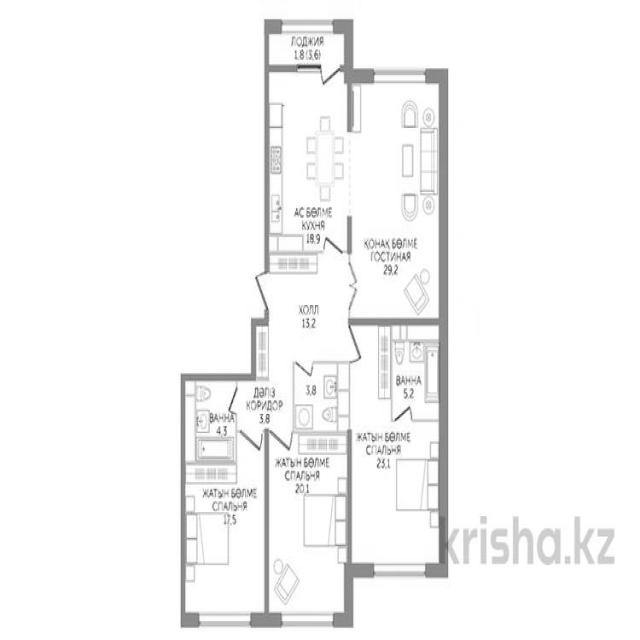 ЛОДЖИЯ
1.8 (3,6)
АС БӨЛМЕ
КУХНЯ
18.9
ҚОНАҚ БӨЛМЕ
ГОСТИНАЯ
29,2
ХОЛЛ
13.2
ВАННА
5,2
3,8
ДӘЛІЗ
КОРИДОР
3.8
ВАННА
4.3
ЖАТЫН БӨЛМЕ
СПАЛЬНЯ
23,1
ЖАТЫН БӨЛМЕ
СПАЛЬНЯ
20.1
ЖАТЫН БӨЛМЕ
СПАЛЬНЯ
17,5
krisha.kz